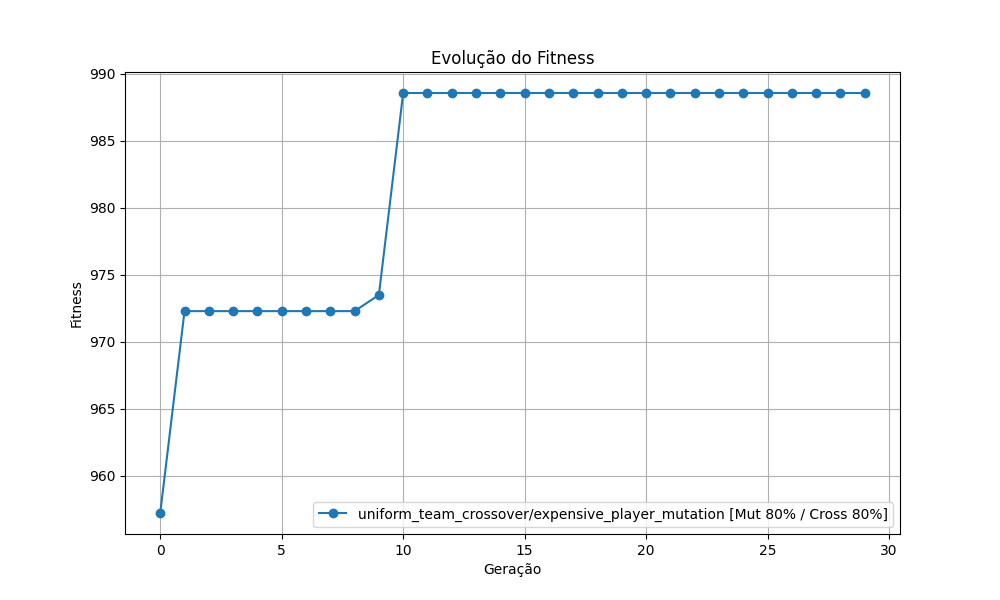 Evolução do Fitness
990
985
980
975
970
965
960
Fitness
uniform_team_crossover/expensive_player_mutation [Mut 80% / Cross 80%]
0 5 10 15 20 25 30
Geração